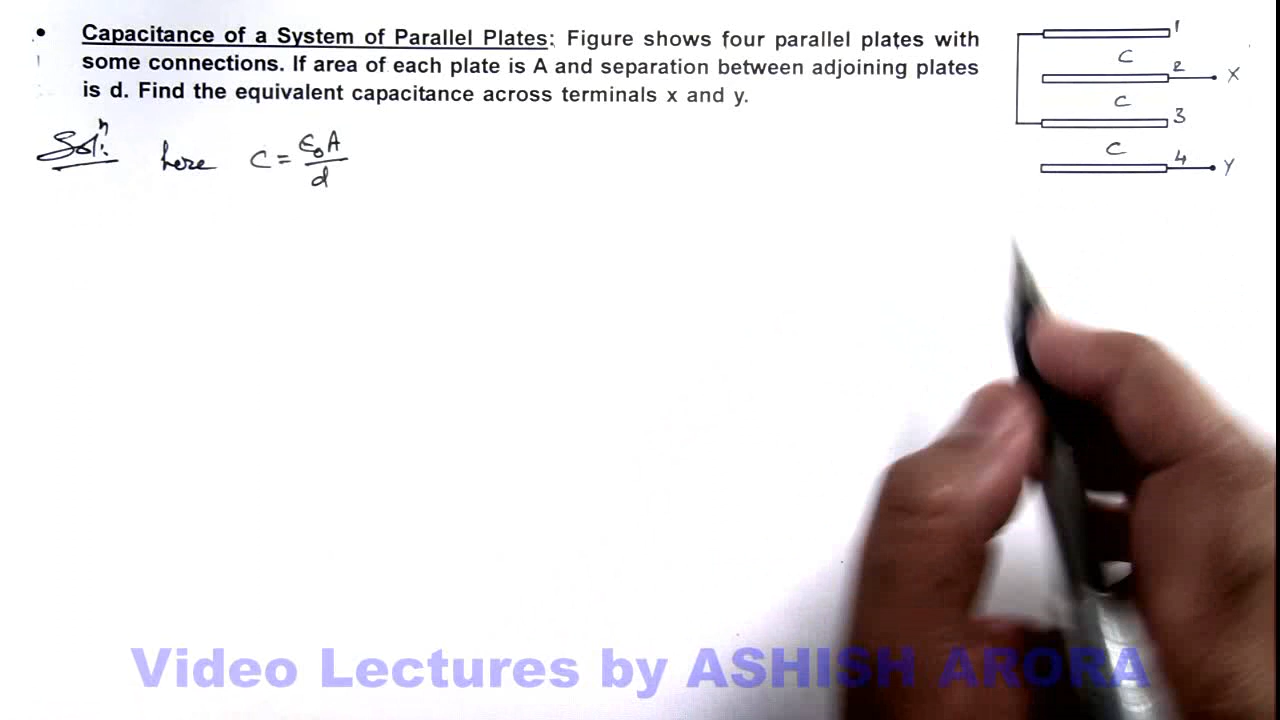 • Capacitance of a System of Parallel Plates: Figure shows four parallel plates with
some connections. If area of each plate is A and separation between adjoining plates
is d. Find the equivalent capacitance across terminals x and y.
Solⁿ: here C = ε₀A/d
1
C
2 X
C
3
C
4 Y
Video Lectures by ASHISH ARORA